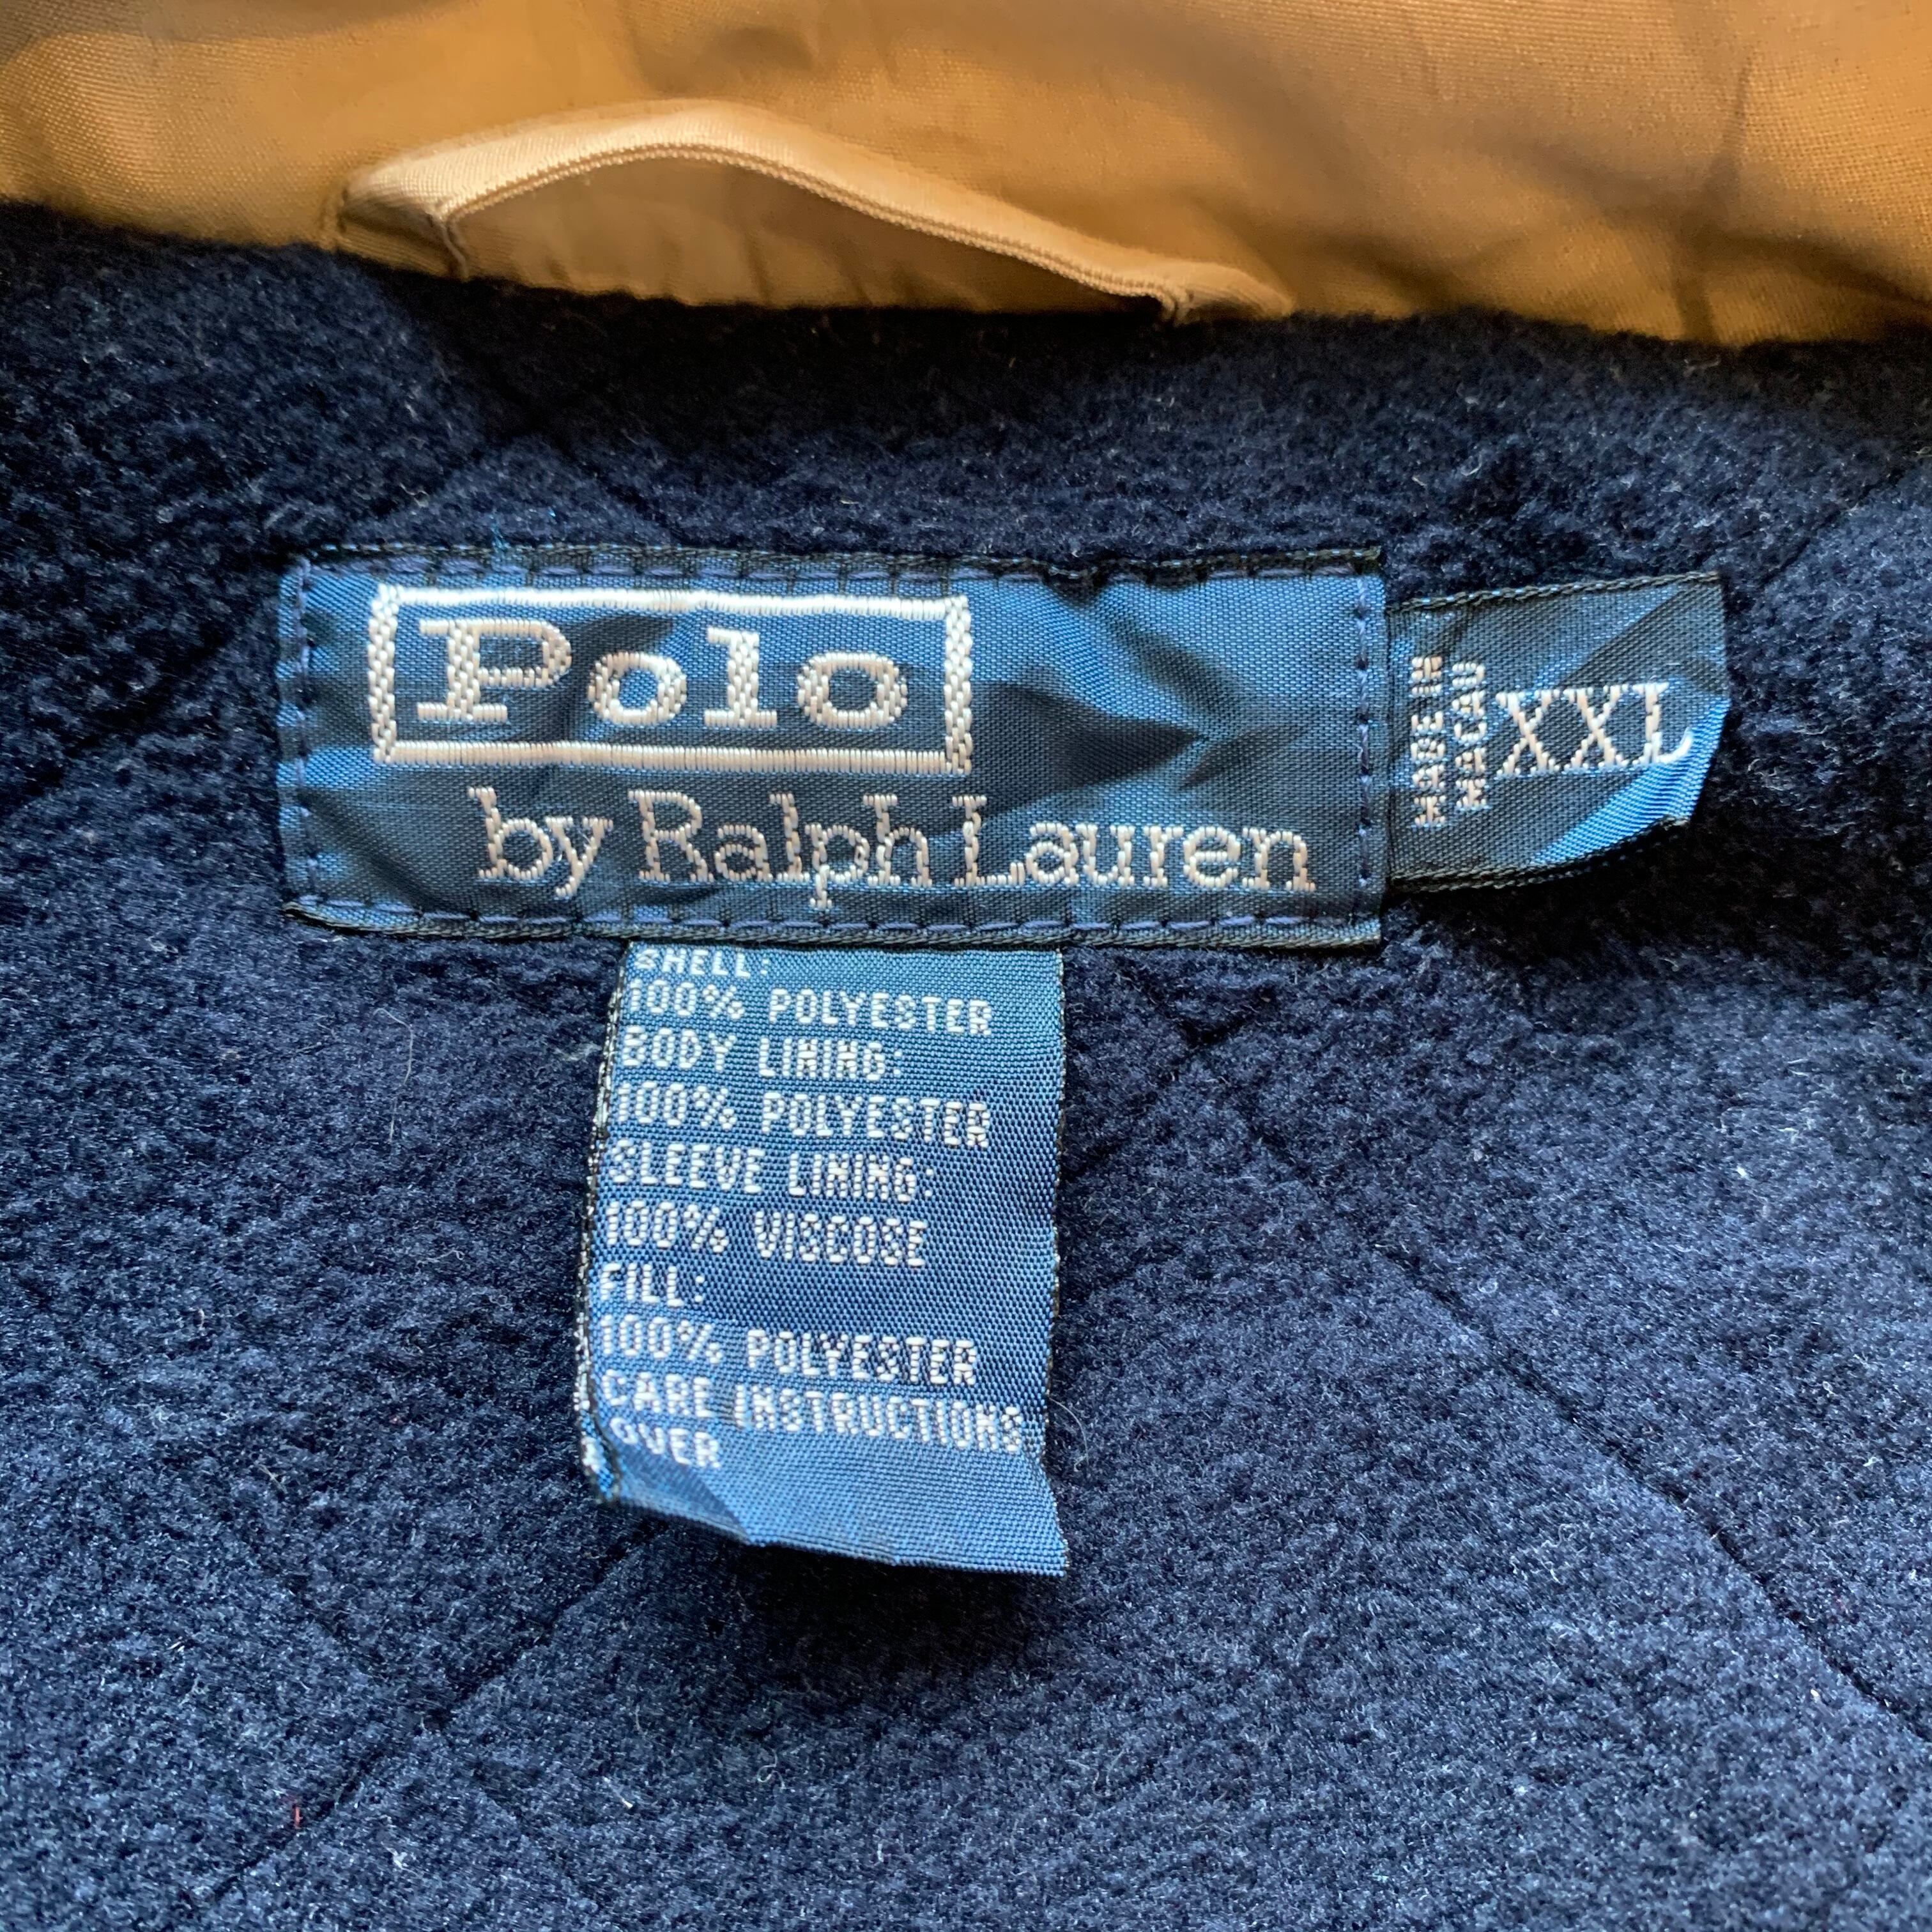 Polo
by Ralph Lauren
MADE IN
MACAU
XXL
SHELL:
100% POLYESTER
BODY LINING:
100% POLYESTER
SLEEVE LINING:
100% VISCOSE
FILL:
100% POLYESTER
CARE INSTRUCTIONS
OVER